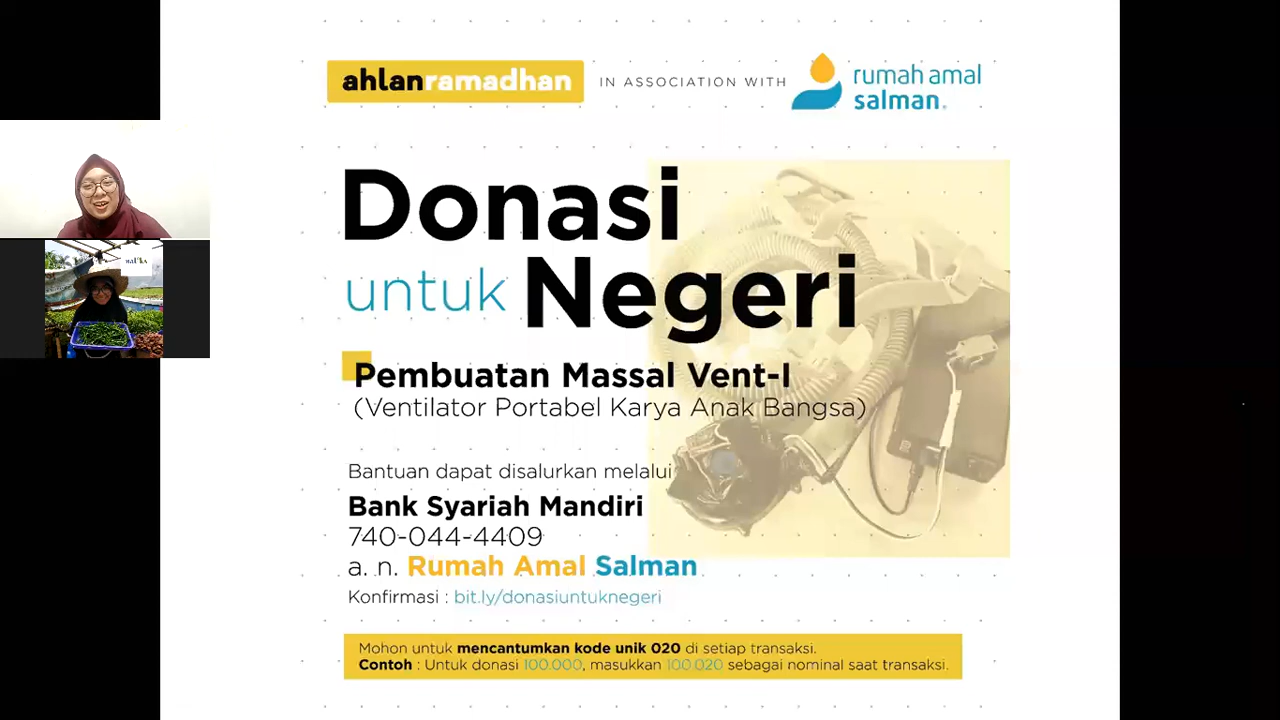 ahlanramadhan IN ASSOCIATION WITH rumah amal
salman
Donasi
untuk Negeri
Pembuatan Massal Vent-I
(Ventilator Portabel Karya Anak Bangsa)
Bantuan dapat disalurkan melalui
Bank Syariah Mandiri
740-044-4409
a. n. Rumah Amal Salman
Konfirmasi : bit.ly/donasiuntuknegeri
Mohon untuk mencantumkan kode unik 020 di setiap transaksi.
Contoh : Untuk donasi 100.000, masukkan 100.020 sebagai nominal saat transaksi.